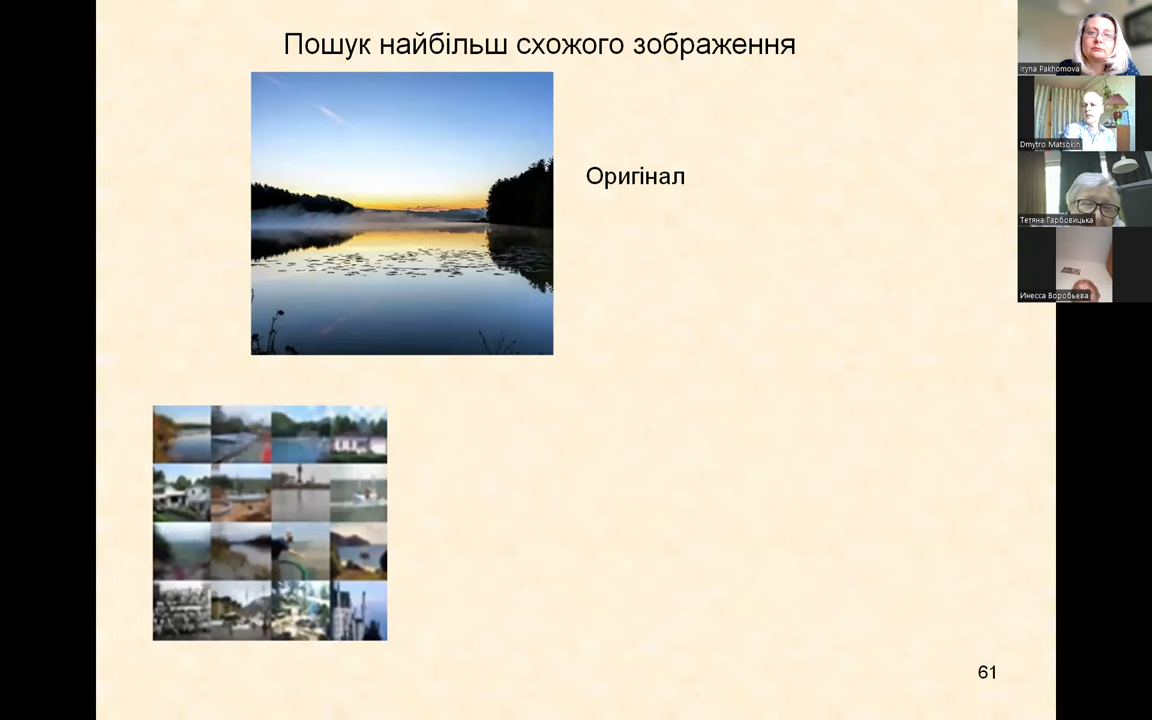 Пошук найбільш схожого зображення
Оригінал
61
Iryna Pakhomova
Dmytro Matsokin
Тетяна Гарбовицька
Инесса Воробьева